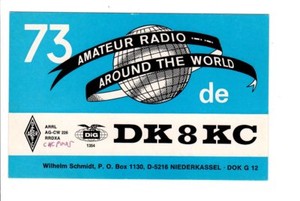 73
AMATEUR RADIO
AROUND THE WORLD
de
DK8KC
ARRL
AG-CW 239
RRDXA
DIG
1284
Wilhelm Schmidt, P. O. Box 1130, D-5216 NIEDERKASSEL · DOK G 12